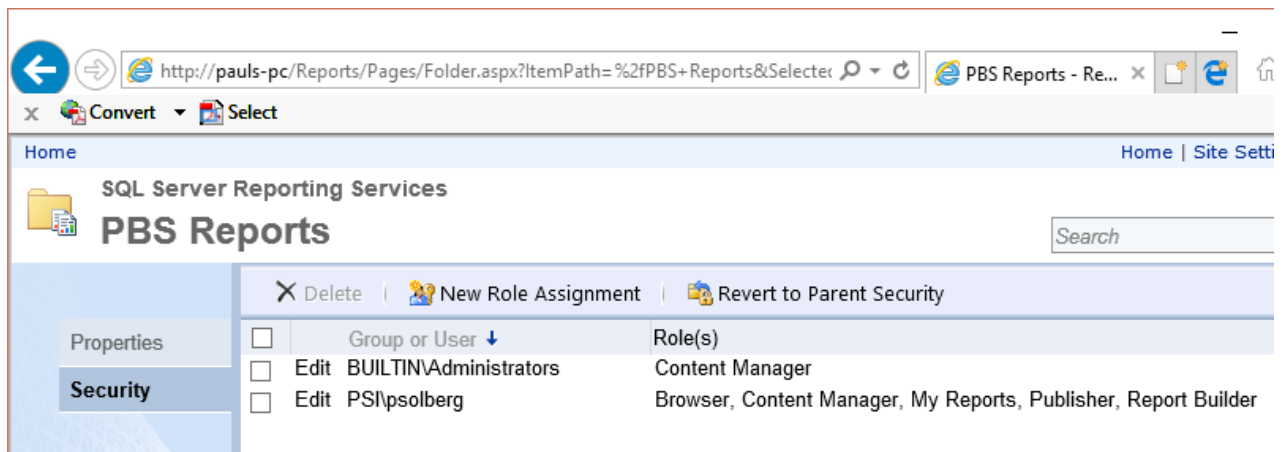 http://pauls-pc/Reports/Pages/Folder.aspx?ItemPath=%2fPBS+Reports&Selected PBS Reports - Re...
x Convert Select
Home Home | Site Setti
SQL Server Reporting Services
PBS Reports
Search
Delete New Role Assignment Revert to Parent Security
Properties Group or User Role(s)
Edit BUILTIN\Administrators Content Manager
Security Edit PSI\psolberg Browser, Content Manager, My Reports, Publisher, Report Builder